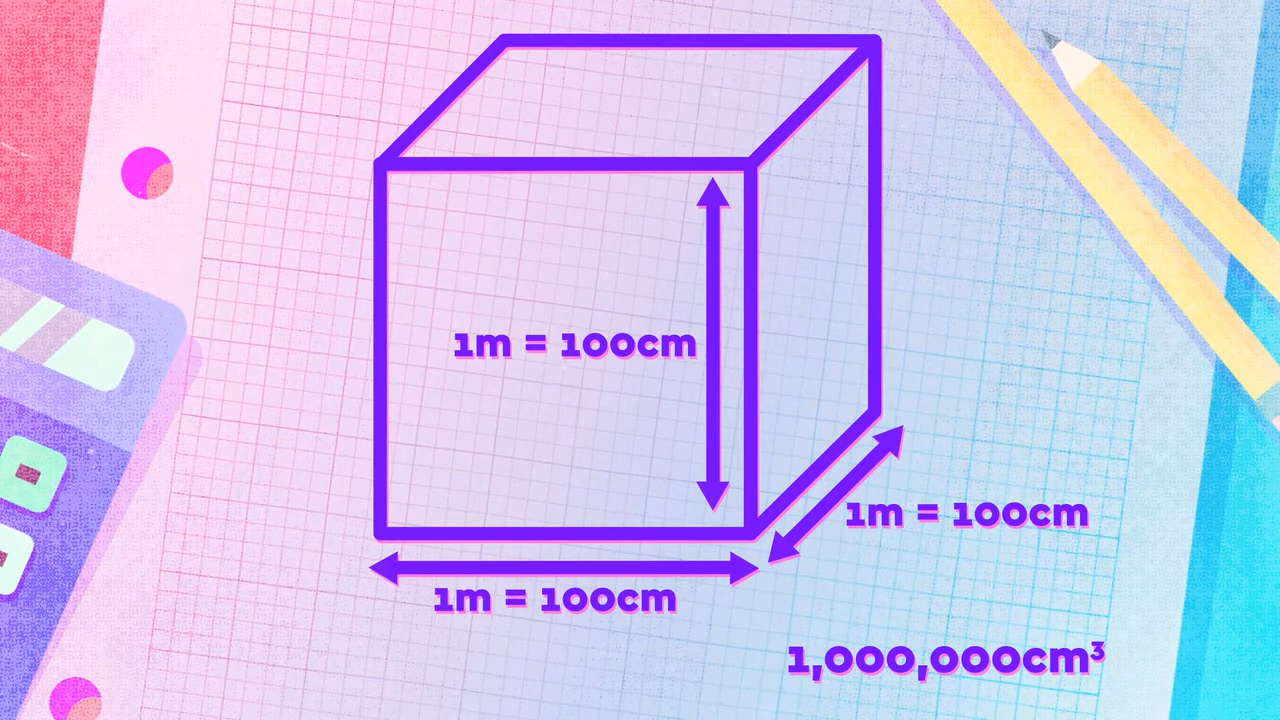 1m = 100cm
1m = 100cm
1m = 100cm
1,000,000cm³